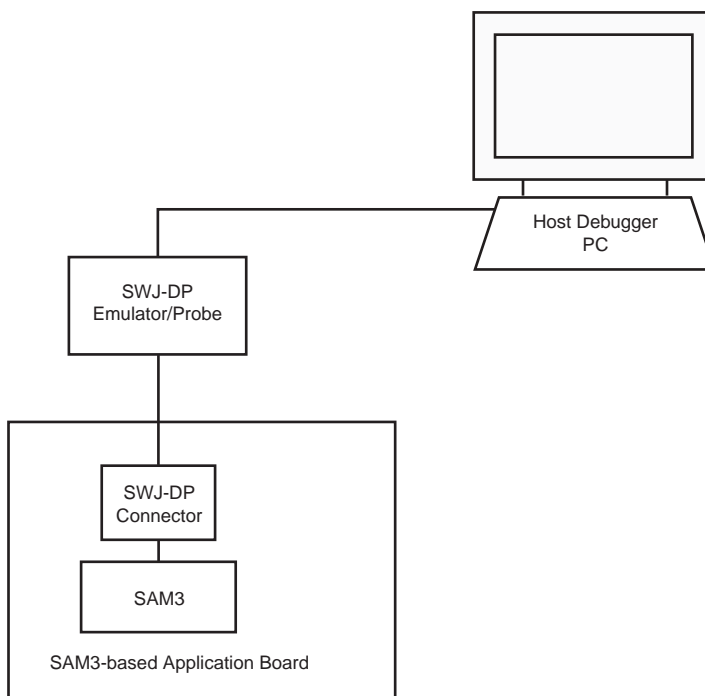 Host Debugger
PC
SWJ-DP
Emulator/Probe
SWJ-DP
Connector
SAM3
SAM3-based Application Board